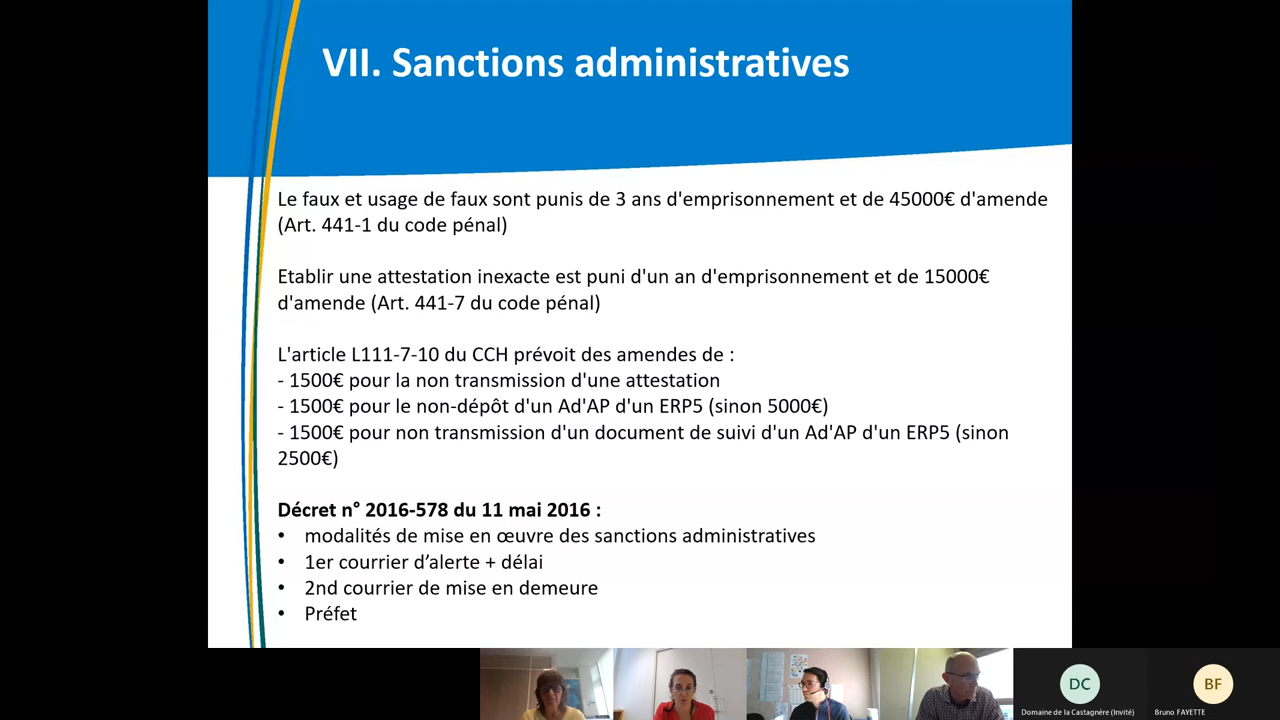 VII. Sanctions administratives
Le faux et usage de faux sont punis de 3 ans d'emprisonnement et de 45000€ d'amende
(Art. 441-1 du code pénal)
Etablir une attestation inexacte est puni d'un an d'emprisonnement et de 15000€
d'amende (Art. 441-7 du code pénal)
L'article L111-7-10 du CCH prévoit des amendes de :
- 1500€ pour la non transmission d'une attestation
- 1500€ pour le non-dépôt d'un Ad'AP d'un ERP5 (sinon 5000€)
- 1500€ pour non transmission d'un document de suivi d'un Ad'AP d'un ERP5 (sinon
2500€)
Décret n° 2016-578 du 11 mai 2016 :
• modalités de mise en œuvre des sanctions administratives
• 1er courrier d’alerte + délai
• 2nd courrier de mise en demeure
• Préfet
DC
BF
Domaine de la Castagnére (Invité)
Bruno FAYETTE